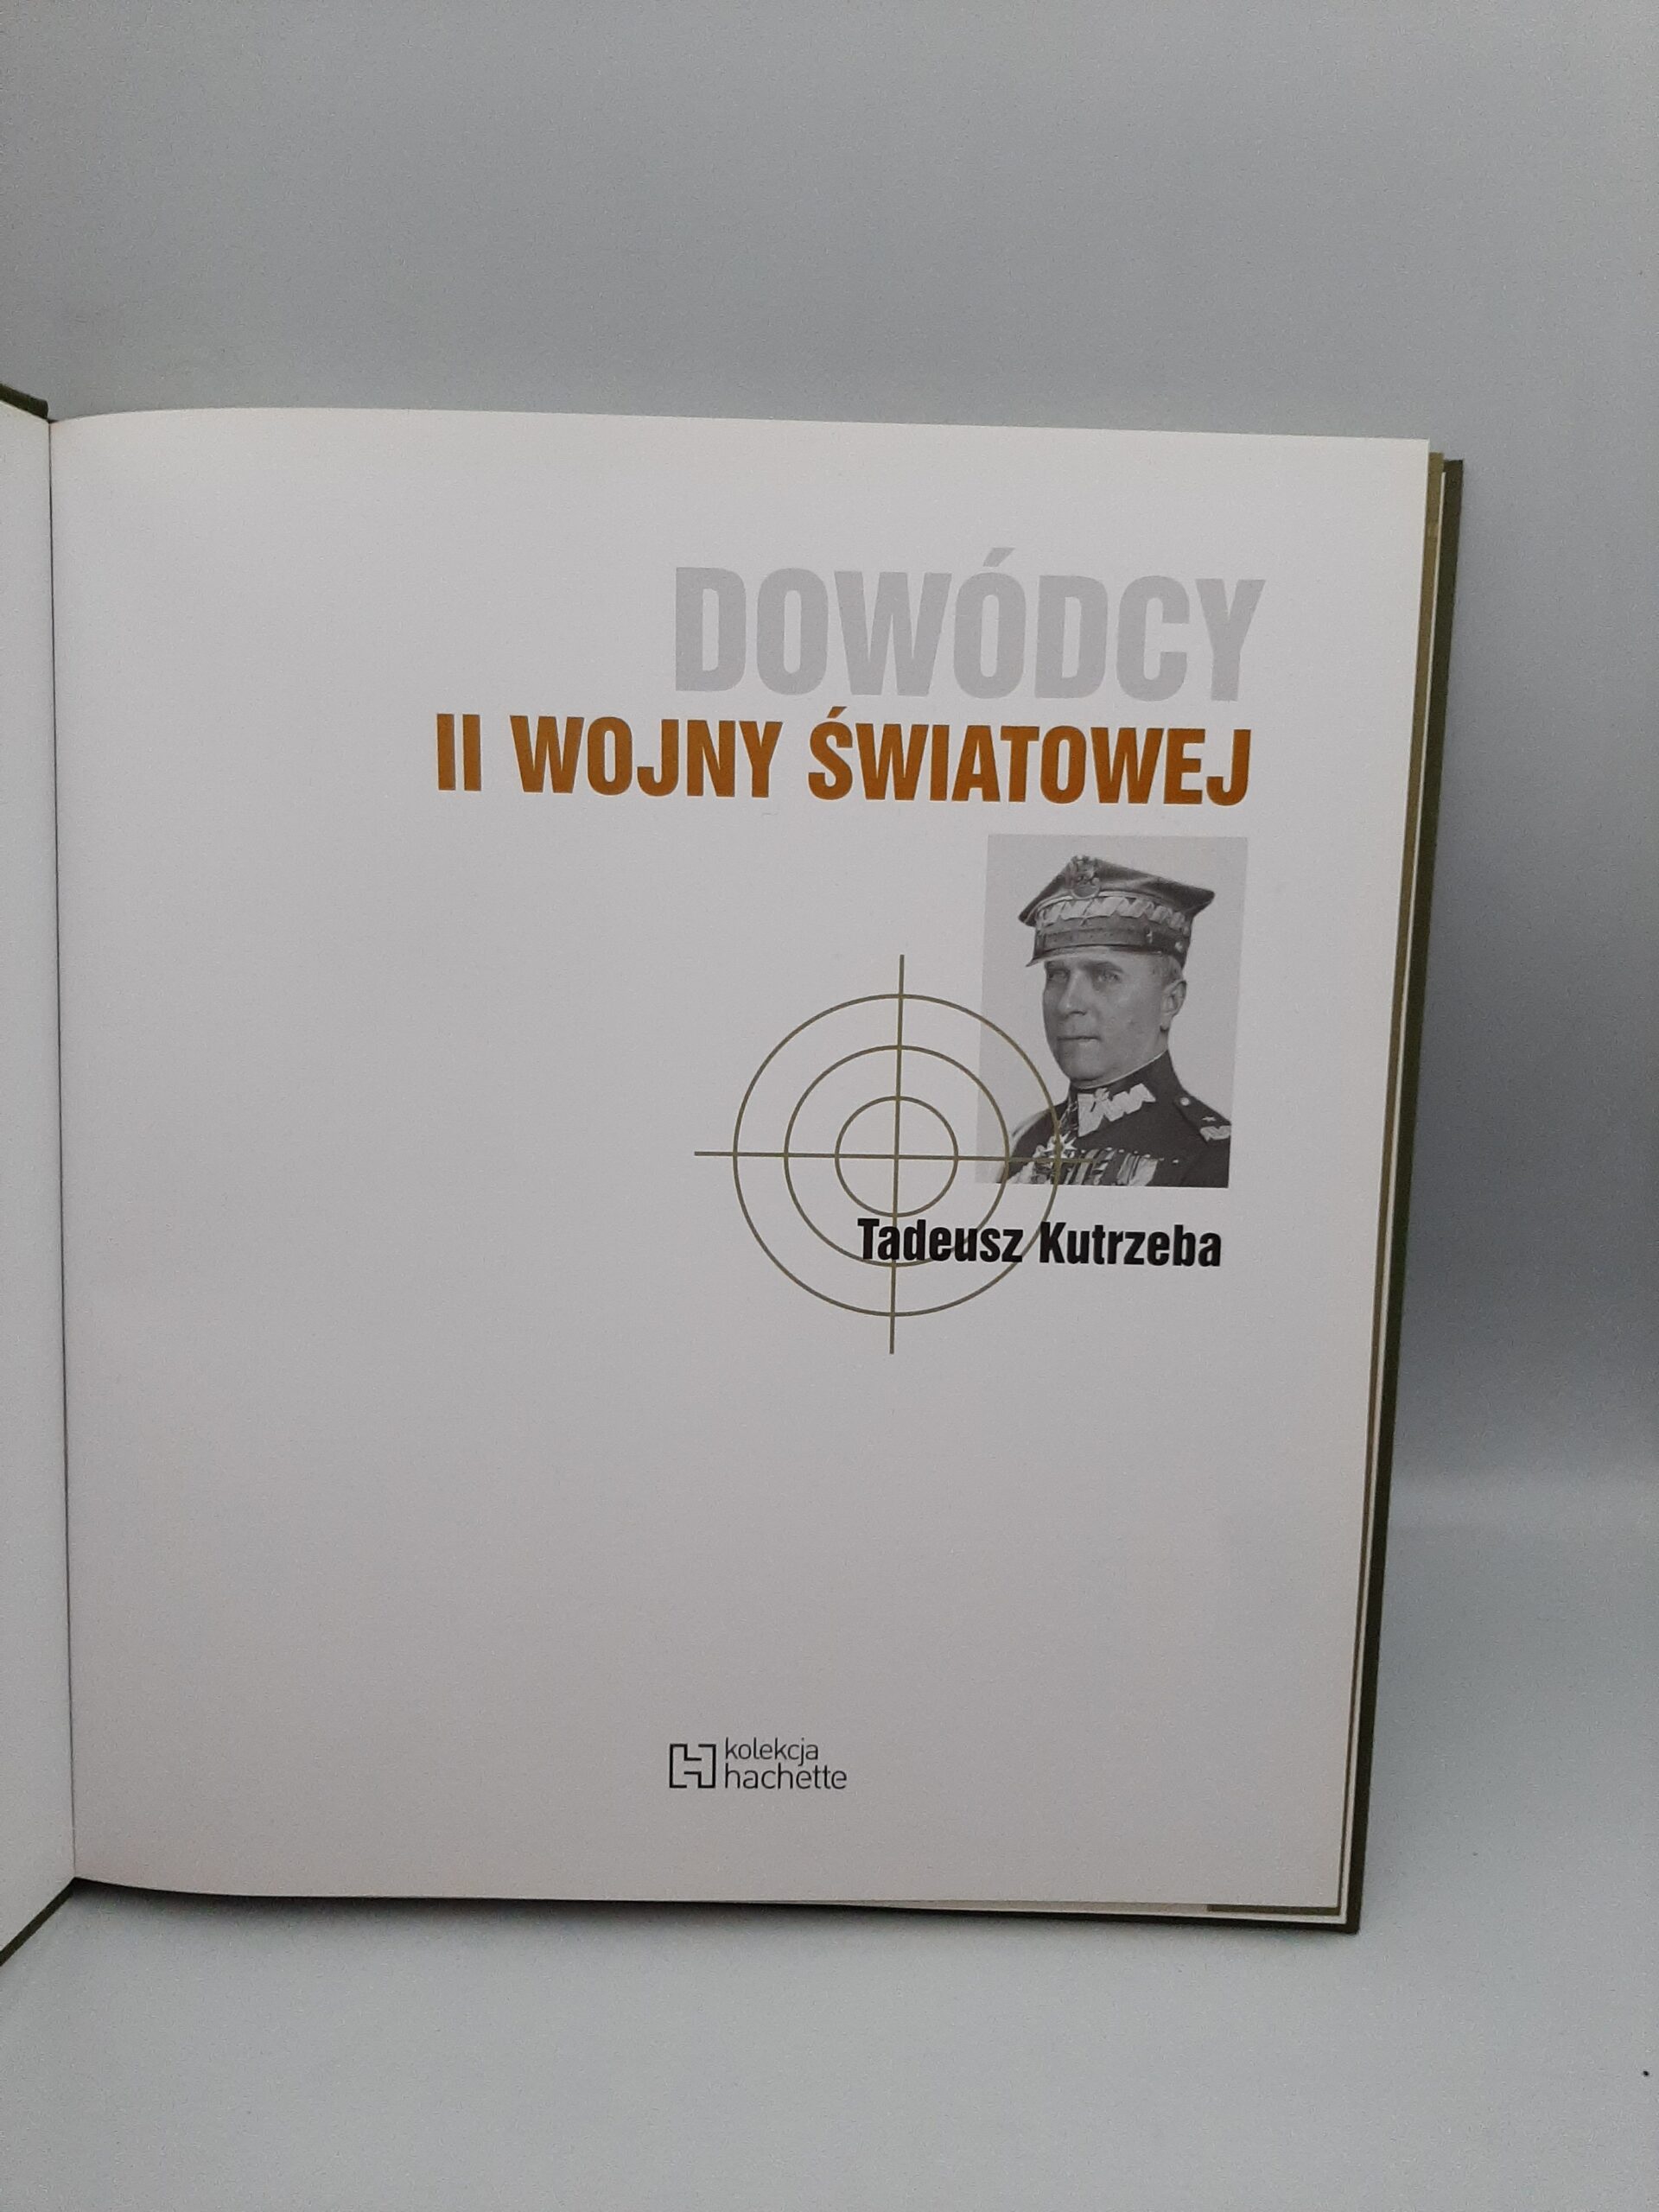 DOWÓDCY
II WOJNY ŚWIATOWEJ
Tadeusz Kutrzeba
kolekcja
hachette